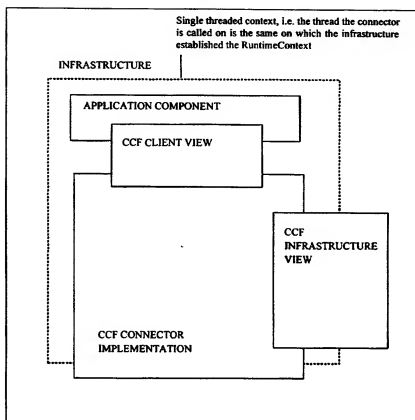 Single threaded context, i.e. the thread the connector
is called on is the same on which the infrastructure
established the RuntimeContext
INFRASTRUCTURE
APPLICATION COMPONENT
CCF CLIENT VIEW
CCF
INFRASTRUCTURE
VIEW
CCF CONNECTOR
IMPLEMENTATION